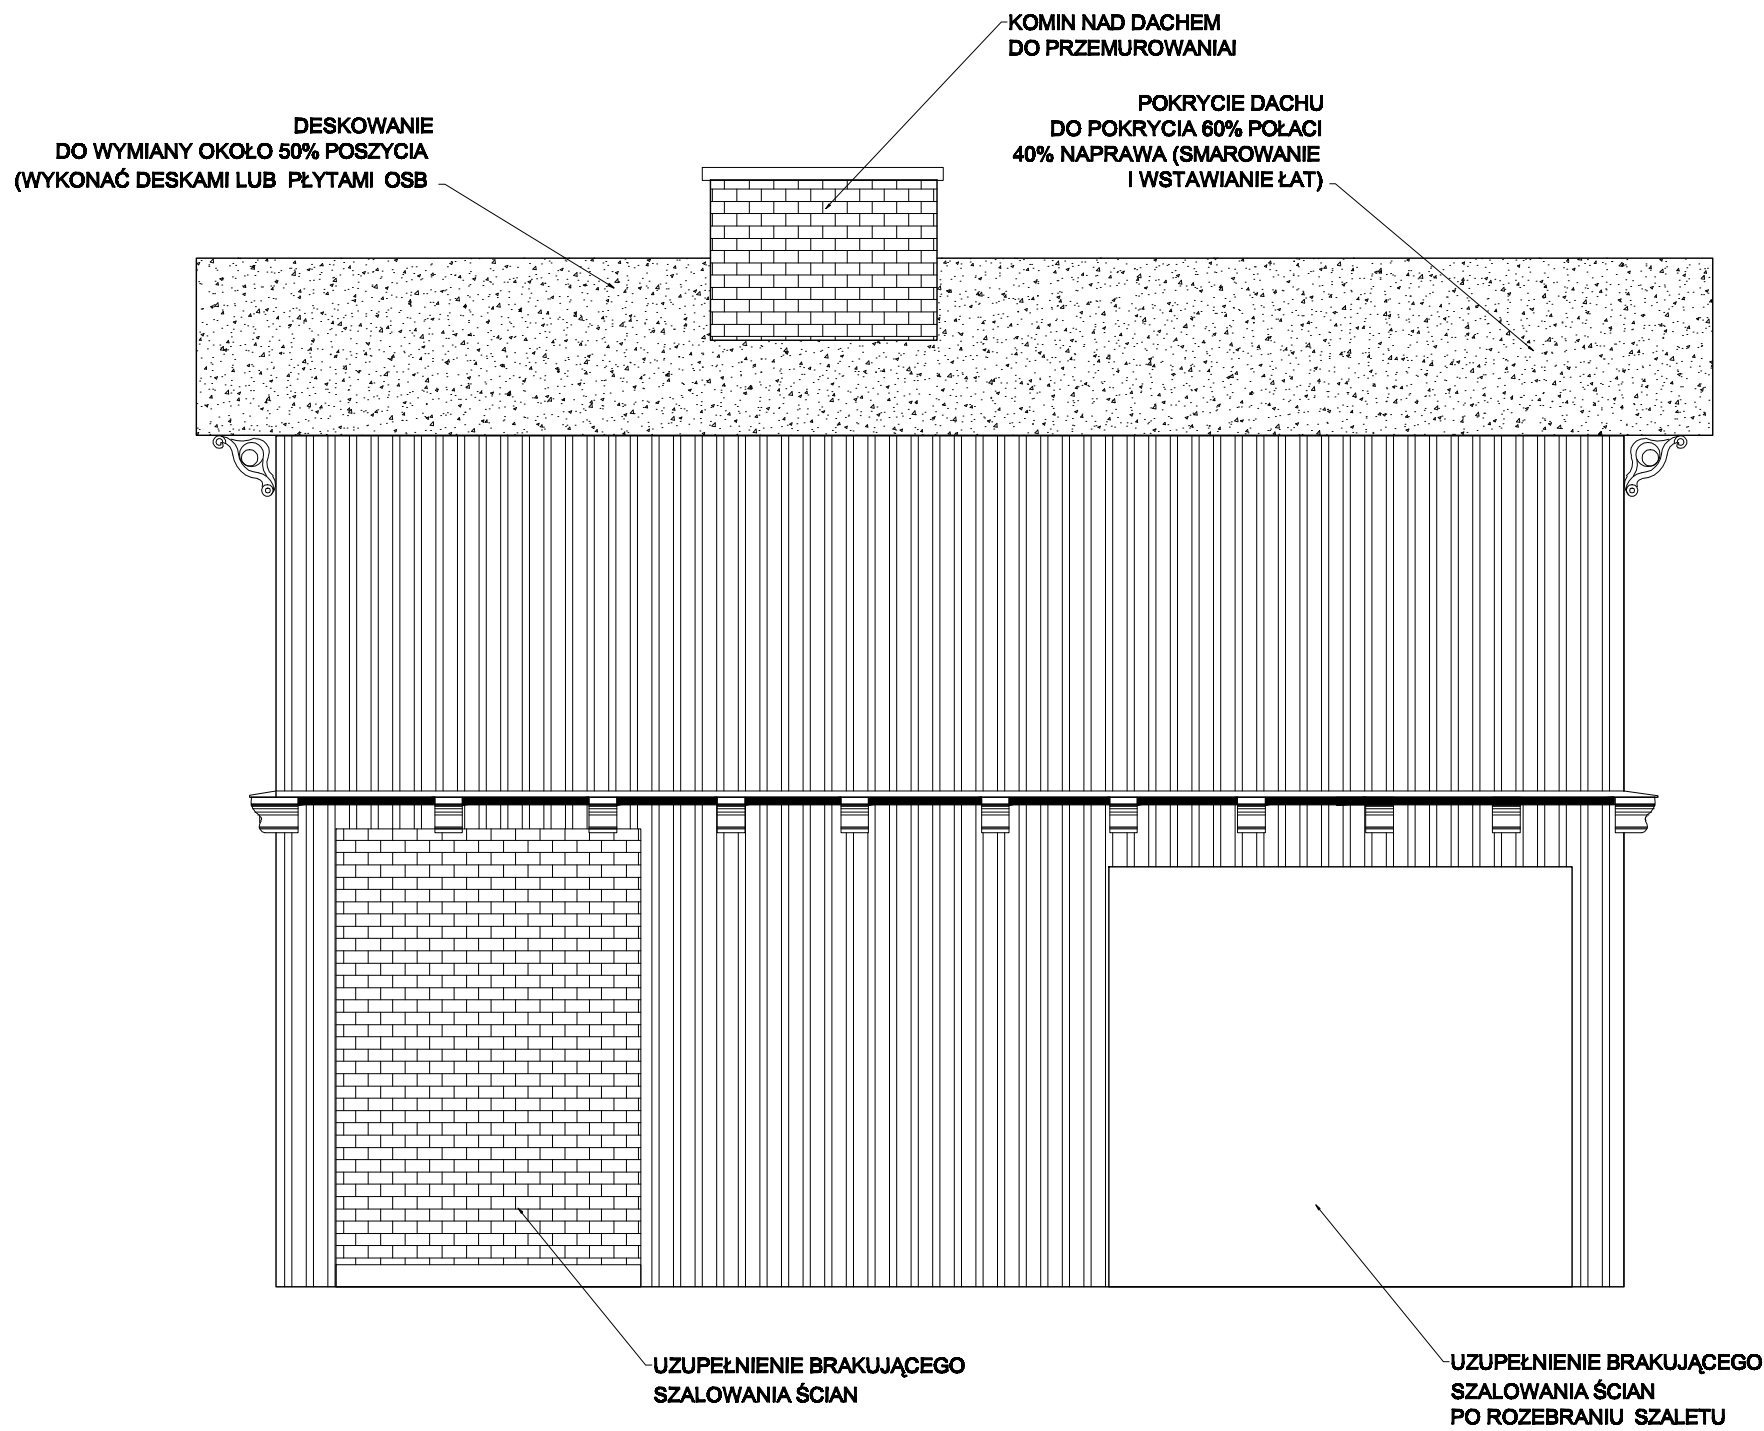 KOMIN NAD DACHEM
DO PRZEMUROWANIAI
POKRYCIE DACHU
DO POKRYCIA 60% POŁACI
40% NAPRAWA (SMAROWANIE
I WSTAWIANIE ŁAT)
DESKOWANIE
DO WYMIANY OKOŁO 50% POSZYCIA
(WYKONAĆ DESKAMI LUB PŁYTAMI OSB
UZUPEŁNIENIE BRAKUJĄCEGO
SZALOWANIA ŚCIAN
UZUPEŁNIENIE BRAKUJĄCEGO
SZALOWANIA ŚCIAN
PO ROZEBRANIU SZALETU